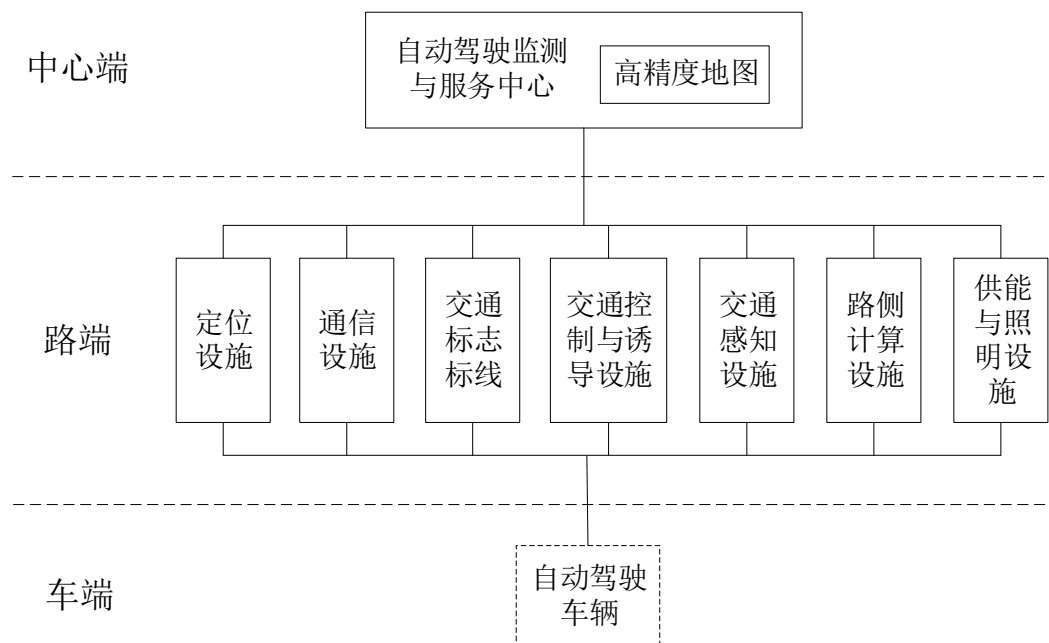 中心端
自动驾驶监测
与服务中心
高精度地图
路端
定位
设施
通信
设施
交通
标志
标线
交通控
制与诱
导设施
交通
感知
设施
路侧
计算
设施
供能
与照
明设
施
车端
自动驾驶
车辆